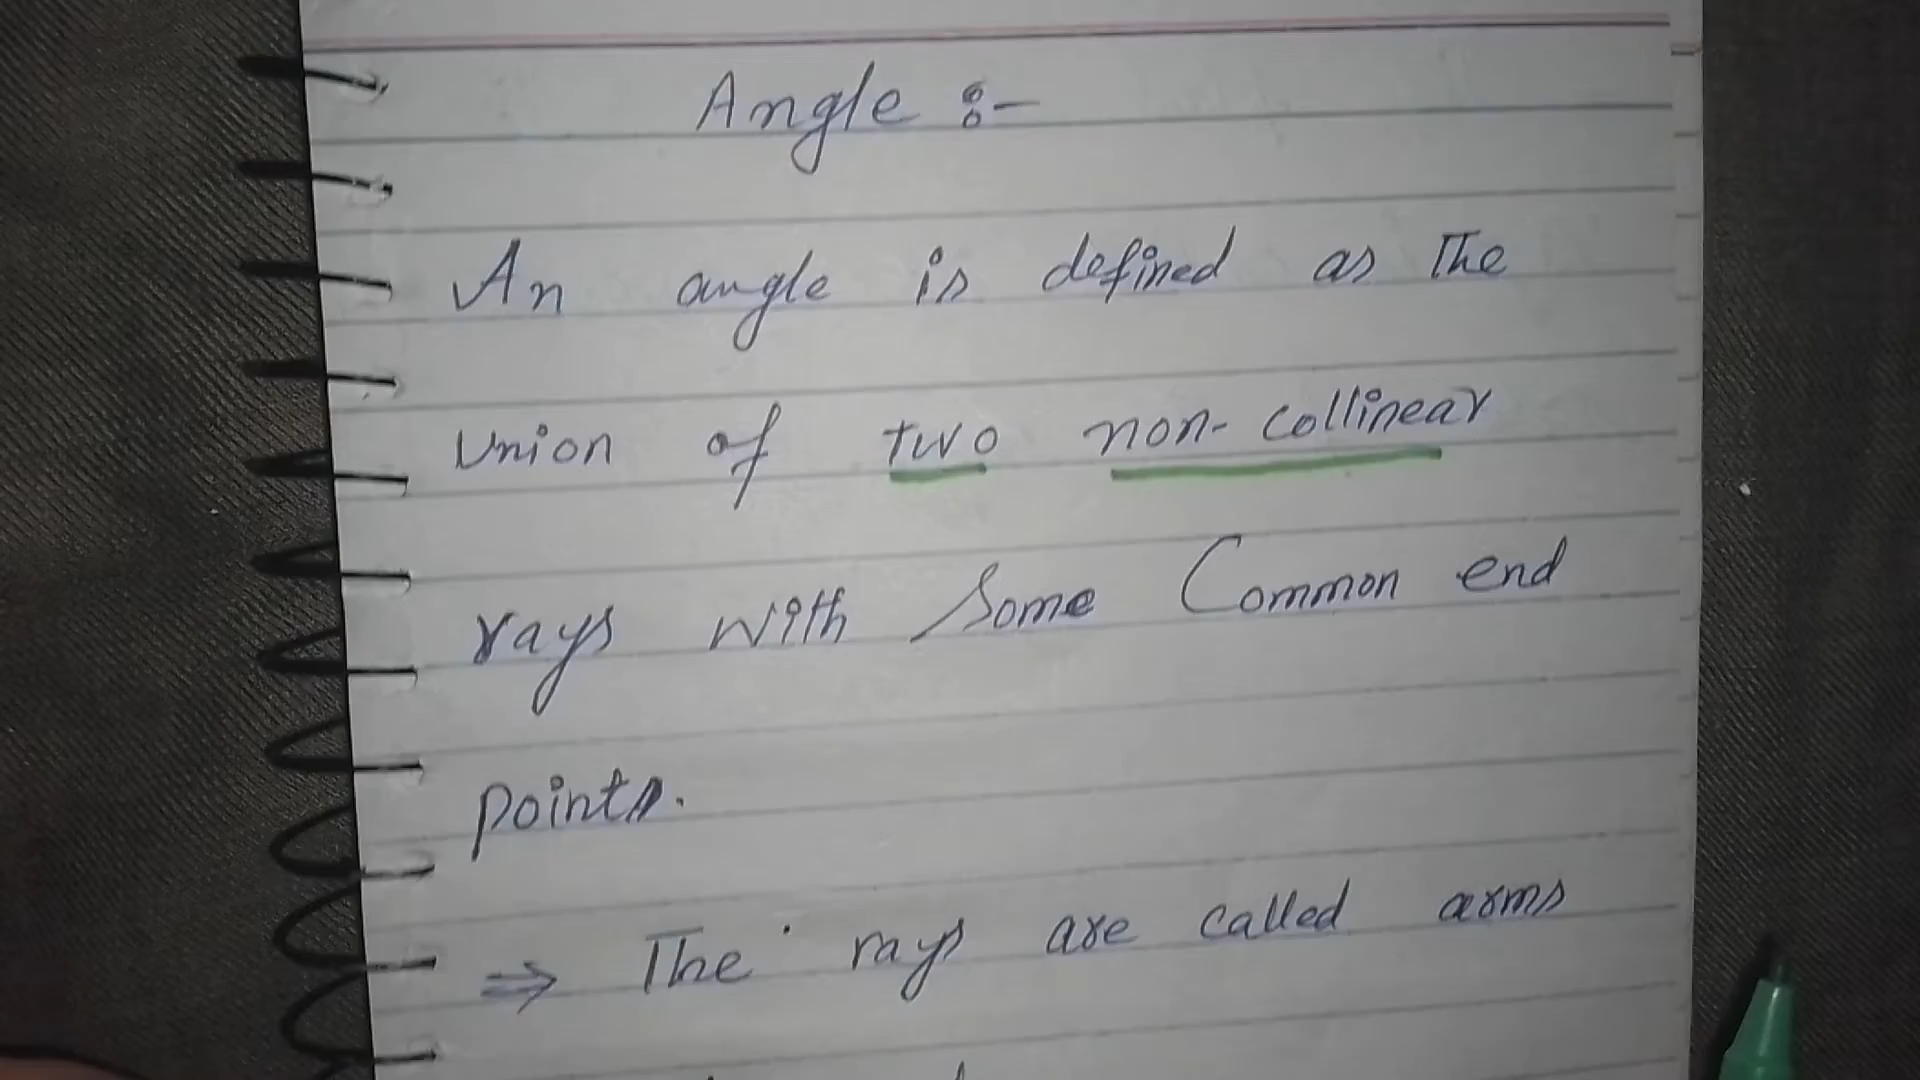 Angle :-
An angle is defined as The
Union of two non-collinear
rays with Some Common end
points.
⇒ The rays are called arms